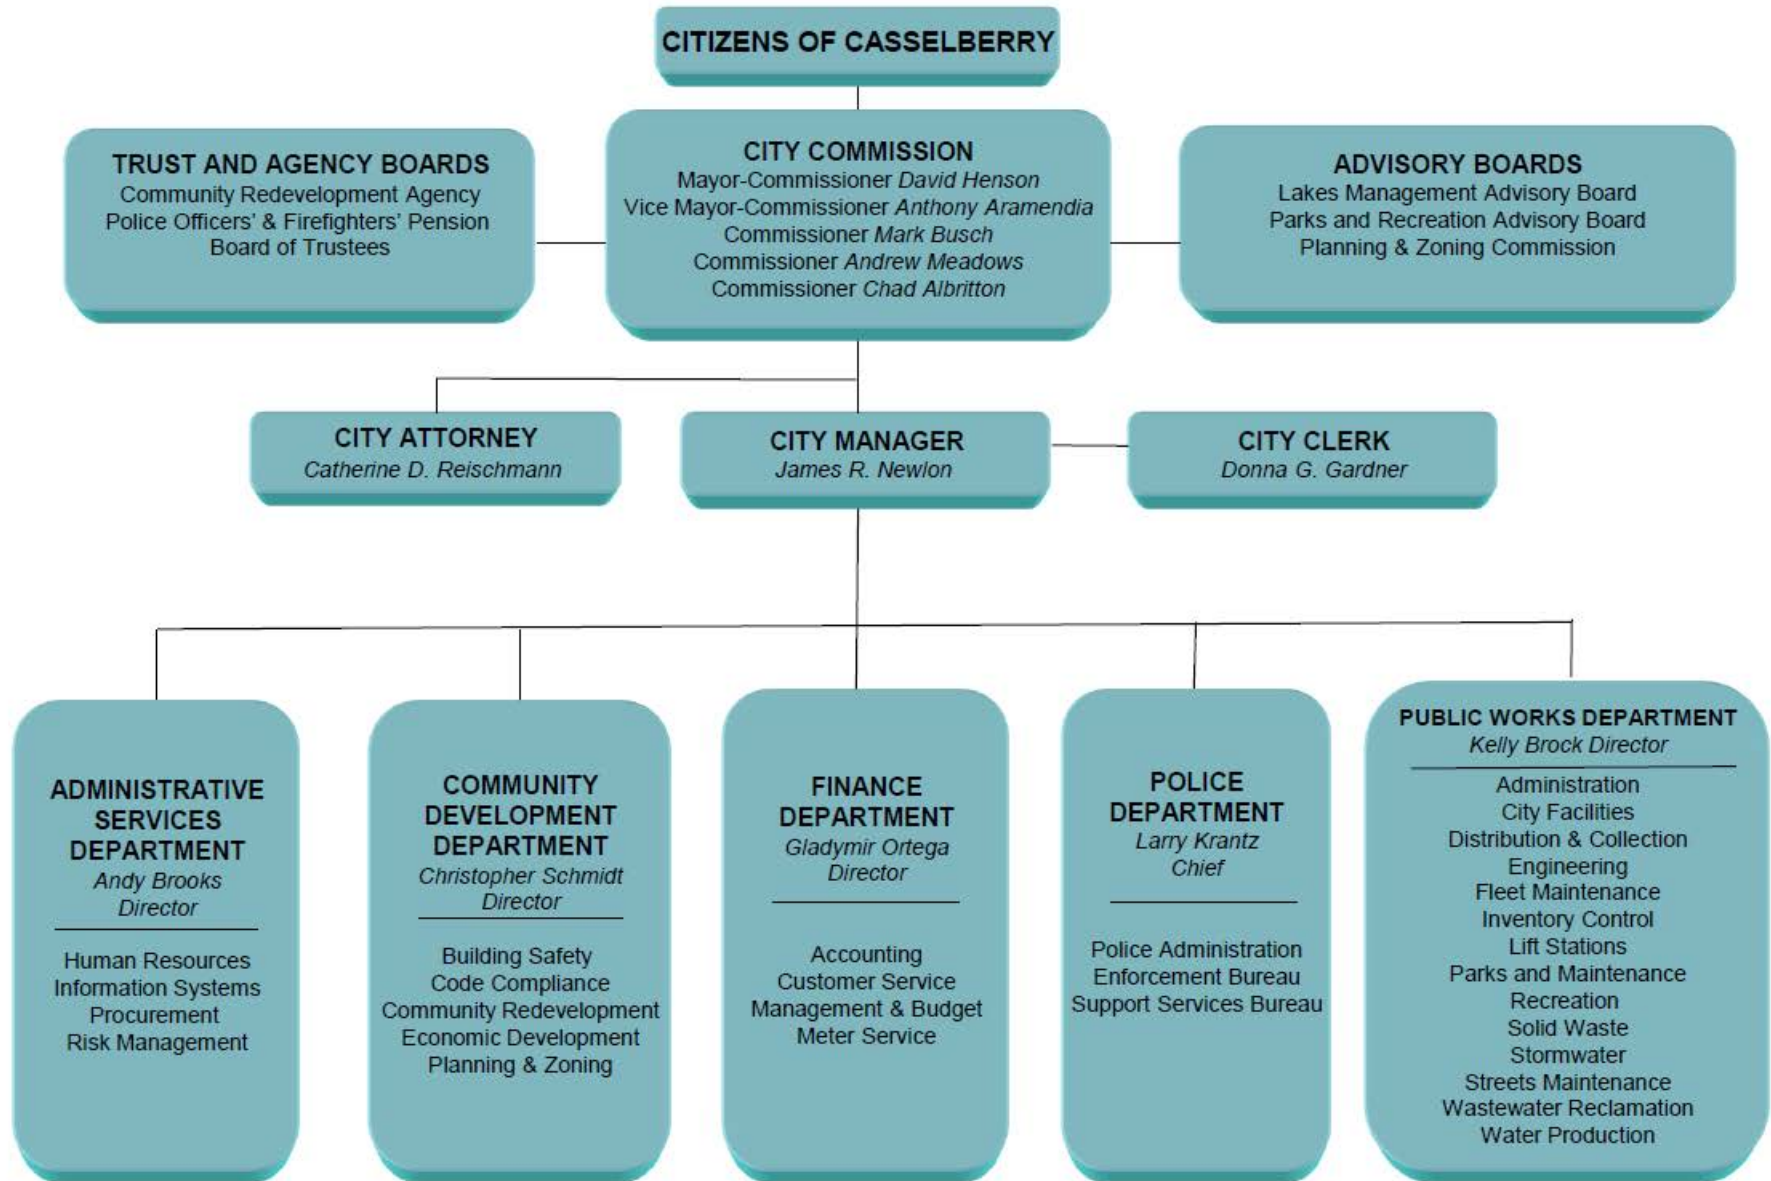 CITIZENS OF CASSELBERRY
TRUST AND AGENCY BOARDS
Community Redevelopment Agency
Police Officers' & Firefighters' Pension
Board of Trustees
CITY COMMISSION
Mayor-Commissioner David Henson
Vice Mayor-Commissioner Anthony Aramendia
Commissioner Mark Busch
Commissioner Andrew Meadows
Commissioner Chad Albritton
ADVISORY BOARDS
Lakes Management Advisory Board
Parks and Recreation Advisory Board
Planning & Zoning Commission
CITY ATTORNEY
Catherine D. Reischmann
CITY MANAGER
James R. Newlon
CITY CLERK
Donna G. Gardner
ADMINISTRATIVE
SERVICES
DEPARTMENT
Andy Brooks
Director
Human Resources
Information Systems
Procurement
Risk Management
COMMUNITY
DEVELOPMENT
DEPARTMENT
Christopher Schmidt
Director
Building Safety
Code Compliance
Community Redevelopment
Economic Development
Planning & Zoning
FINANCE
DEPARTMENT
Gladymir Ortega
Director
Accounting
Customer Service
Management & Budget
Meter Service
POLICE
DEPARTMENT
Larry Krantz
Chief
Police Administration
Enforcement Bureau
Support Services Bureau
PUBLIC WORKS DEPARTMENT
Kelly Brock Director
Administration
City Facilities
Distribution & Collection
Engineering
Fleet Maintenance
Inventory Control
Lift Stations
Parks and Maintenance
Recreation
Solid Waste
Stormwater
Streets Maintenance
Wastewater Reclamation
Water Production